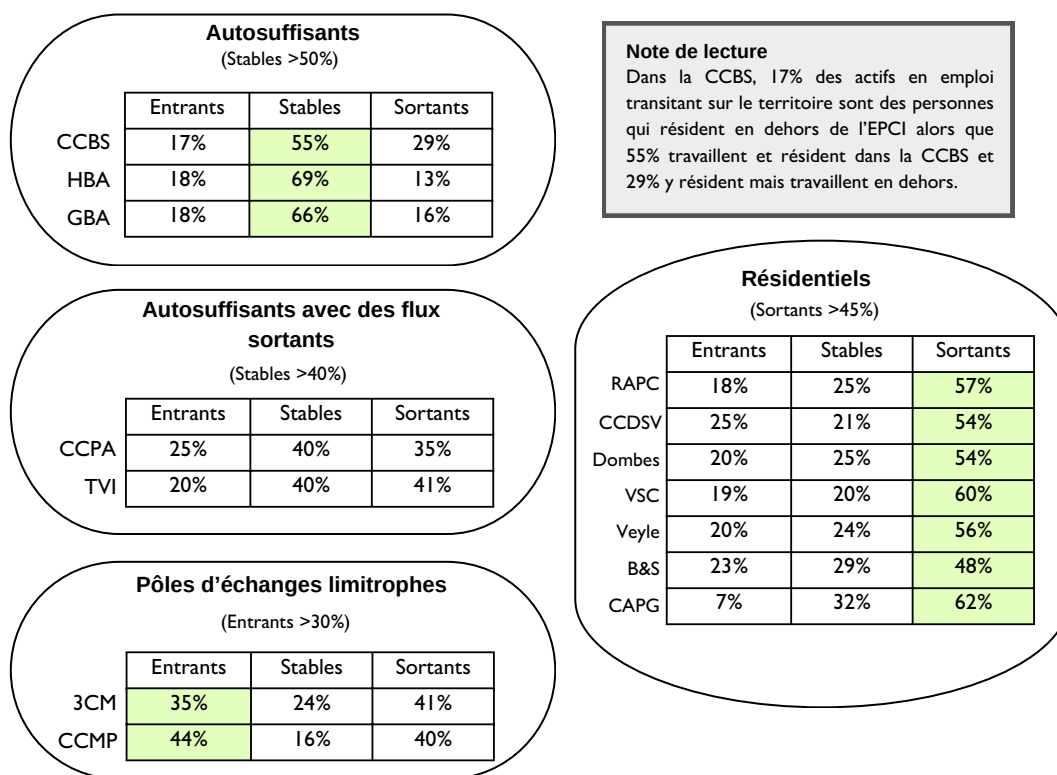 Autosuffisants
(Stables >50%)
Entrants Stables Sortants
CCBS 17% 55% 29%
HBA 18% 69% 13%
GBA 18% 66% 16%
Note de lecture
Dans la CCBS, 17% des actifs en emploi
transitant sur le territoire sont des personnes
qui résident en dehors de l'EPCI alors que
55% travaillent et résident dans la CCBS et
29% y résident mais travaillent en dehors.
Autosuffisants avec des flux
sortants
(Stables >40%)
Entrants Stables Sortants
CCPA 25% 40% 35%
TVI 20% 40% 41%
Résidentiels
(Sortants >45%)
Entrants Stables Sortants
RAPC 18% 25% 57%
CCDSV 25% 21% 54%
Dombes 20% 25% 54%
VSC 19% 20% 60%
Veyle 20% 24% 56%
B&S 23% 29% 48%
CAPG 7% 32% 62%
Pôles d'échanges limitrophes
(Entrants >30%)
Entrants Stables Sortants
3CM 35% 24% 41%
CCMP 44% 16% 40%